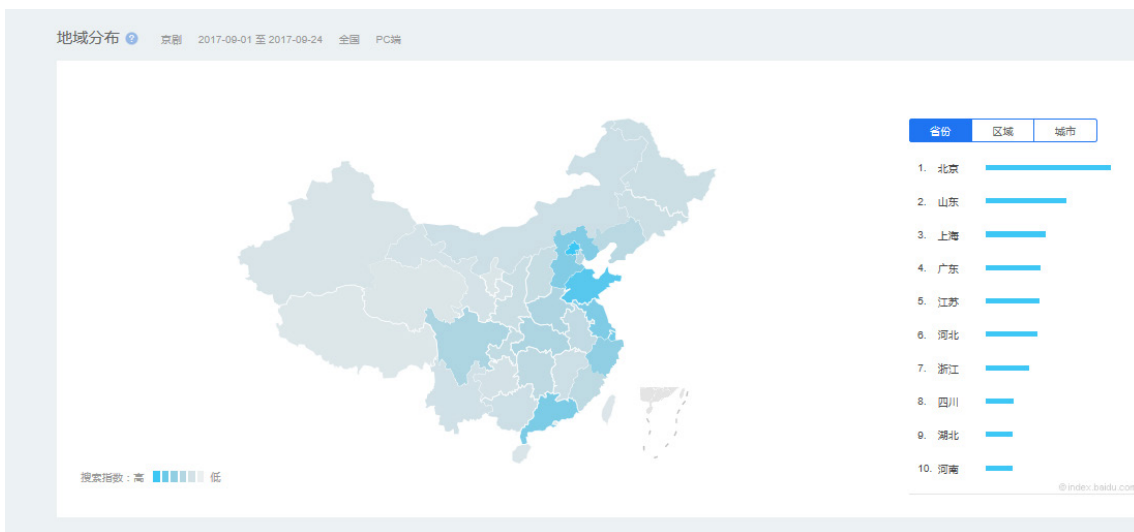 地域分布 ? 京剧 2017-09-01 至 2017-09-24 全国 PC端
省份 区域 城市
1. 北京
2. 山东
3. 上海
4. 广东
5. 江苏
6. 河北
7. 浙江
8. 四川
9. 湖北
10. 河南
搜索指数：高 低
©index.baidu.com